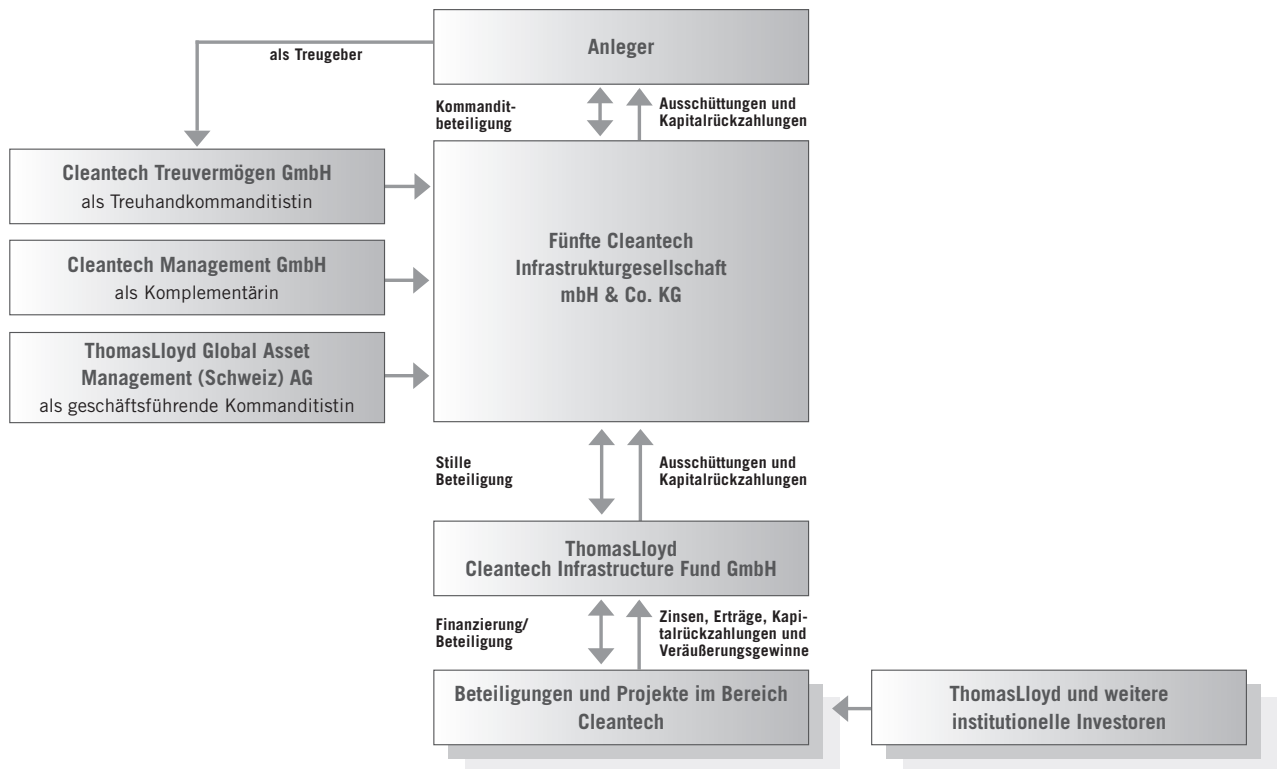 als Treugeber
Anleger
Kommandit-
beteiligung
Ausschüttungen und
Kapitalrückzahlungen
Cleantech Treuvermögen GmbH
als Treuhandkommanditistin
Cleantech Management GmbH
als Komplementärin
ThomasLloyd Global Asset
Management (Schweiz) AG
als geschäftsführende Kommanditistin
Fünfte Cleantech
Infrastrukturgesellschaft
mbH & Co. KG
Stille
Beteiligung
Ausschüttungen und
Kapitalrückzahlungen
ThomasLloyd
Cleantech Infrastructure Fund GmbH
Finanzierung/
Beteiligung
Zinsen, Erträge, Kapi-
talrückzahlungen und
Veräußerungsgewinne
Beteiligungen und Projekte im Bereich
Cleantech
ThomasLloyd und weitere
institutionelle Investoren